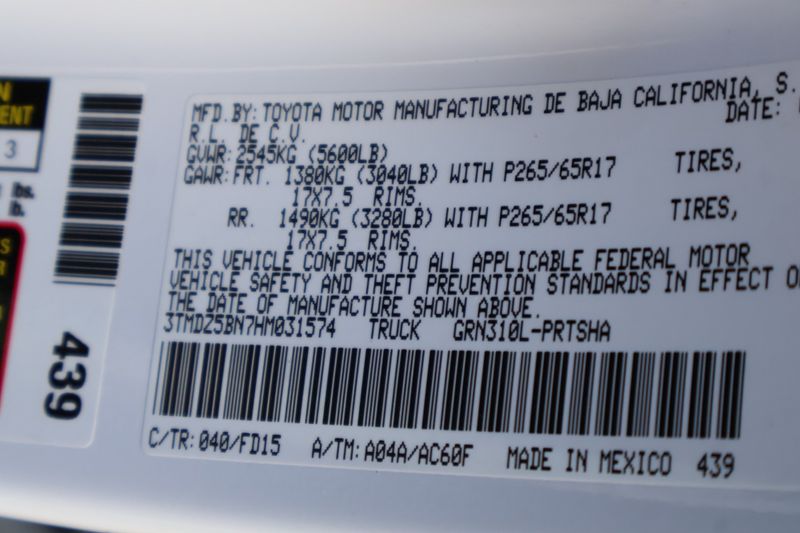 N
ENT
3
lbs.
b.
S
R
439
MFD. BY: TOYOTA MOTOR MANUFACTURING DE BAJA CALIFORNIA, S.
R.L. DE C.V. DATE:
GVWR: 2545KG (5600LB)
GAWR: FRT. 1380KG (3040LB) WITH P265/65R17 TIRES,
17X7.5 RIMS.
RR. 1490KG (3280LB) WITH P265/65R17 TIRES,
17X7.5 RIMS.
THIS VEHICLE CONFORMS TO ALL APPLICABLE FEDERAL MOTOR
VEHICLE SAFETY AND THEFT PREVENTION STANDARDS IN EFFECT O
THE DATE OF MANUFACTURE SHOWN ABOVE.
3TMDZ5BN7HM031574 TRUCK GRN310L-PRTSHA
C/TR: 040/FD15 A/TM: A04A/AC60F MADE IN MEXICO 439